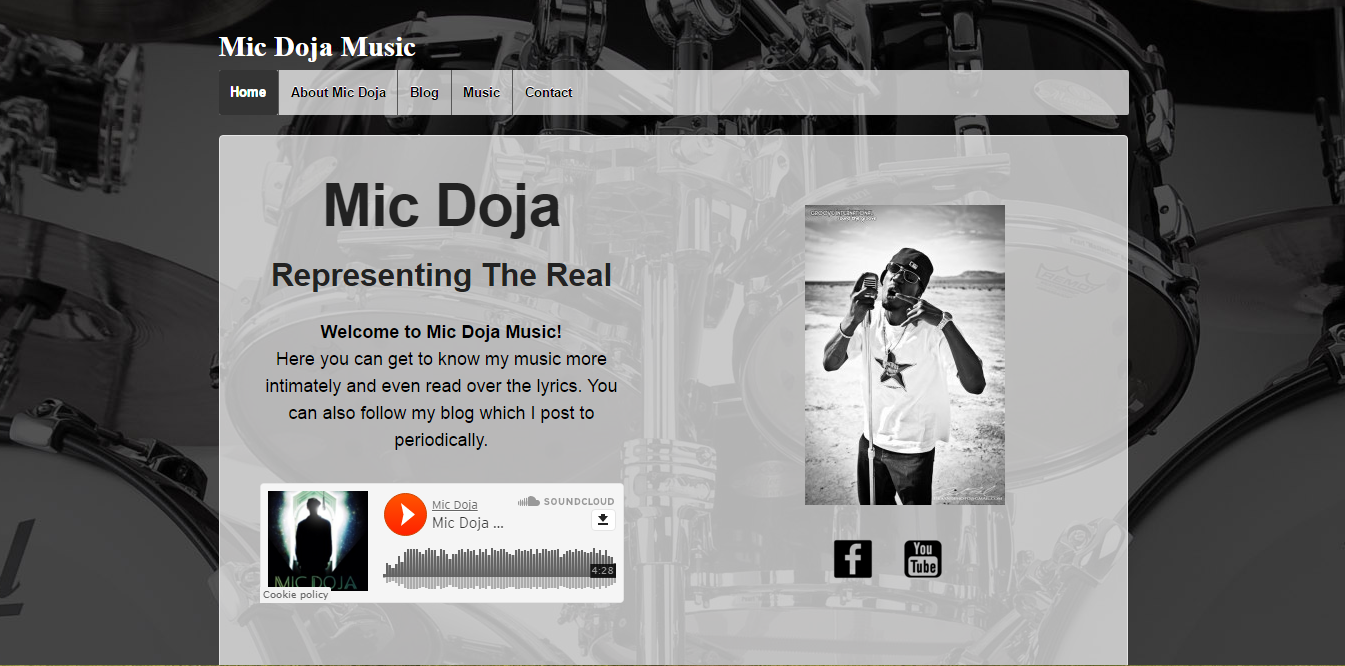 Mic Doja Music
Home
About Mic Doja
Blog
Music
Contact
Mic Doja
Representing The Real
Welcome to Mic Doja Music!
Here you can get to know my music more
intimately and even read over the lyrics. You
can also follow my blog which I post to
periodically.
Mic Doja
SOUNDCLOUD
Mic Doja ...
MIC DOJA
4:28
Cookie policy
GROOVE INTERNATIONAL
You
Tube